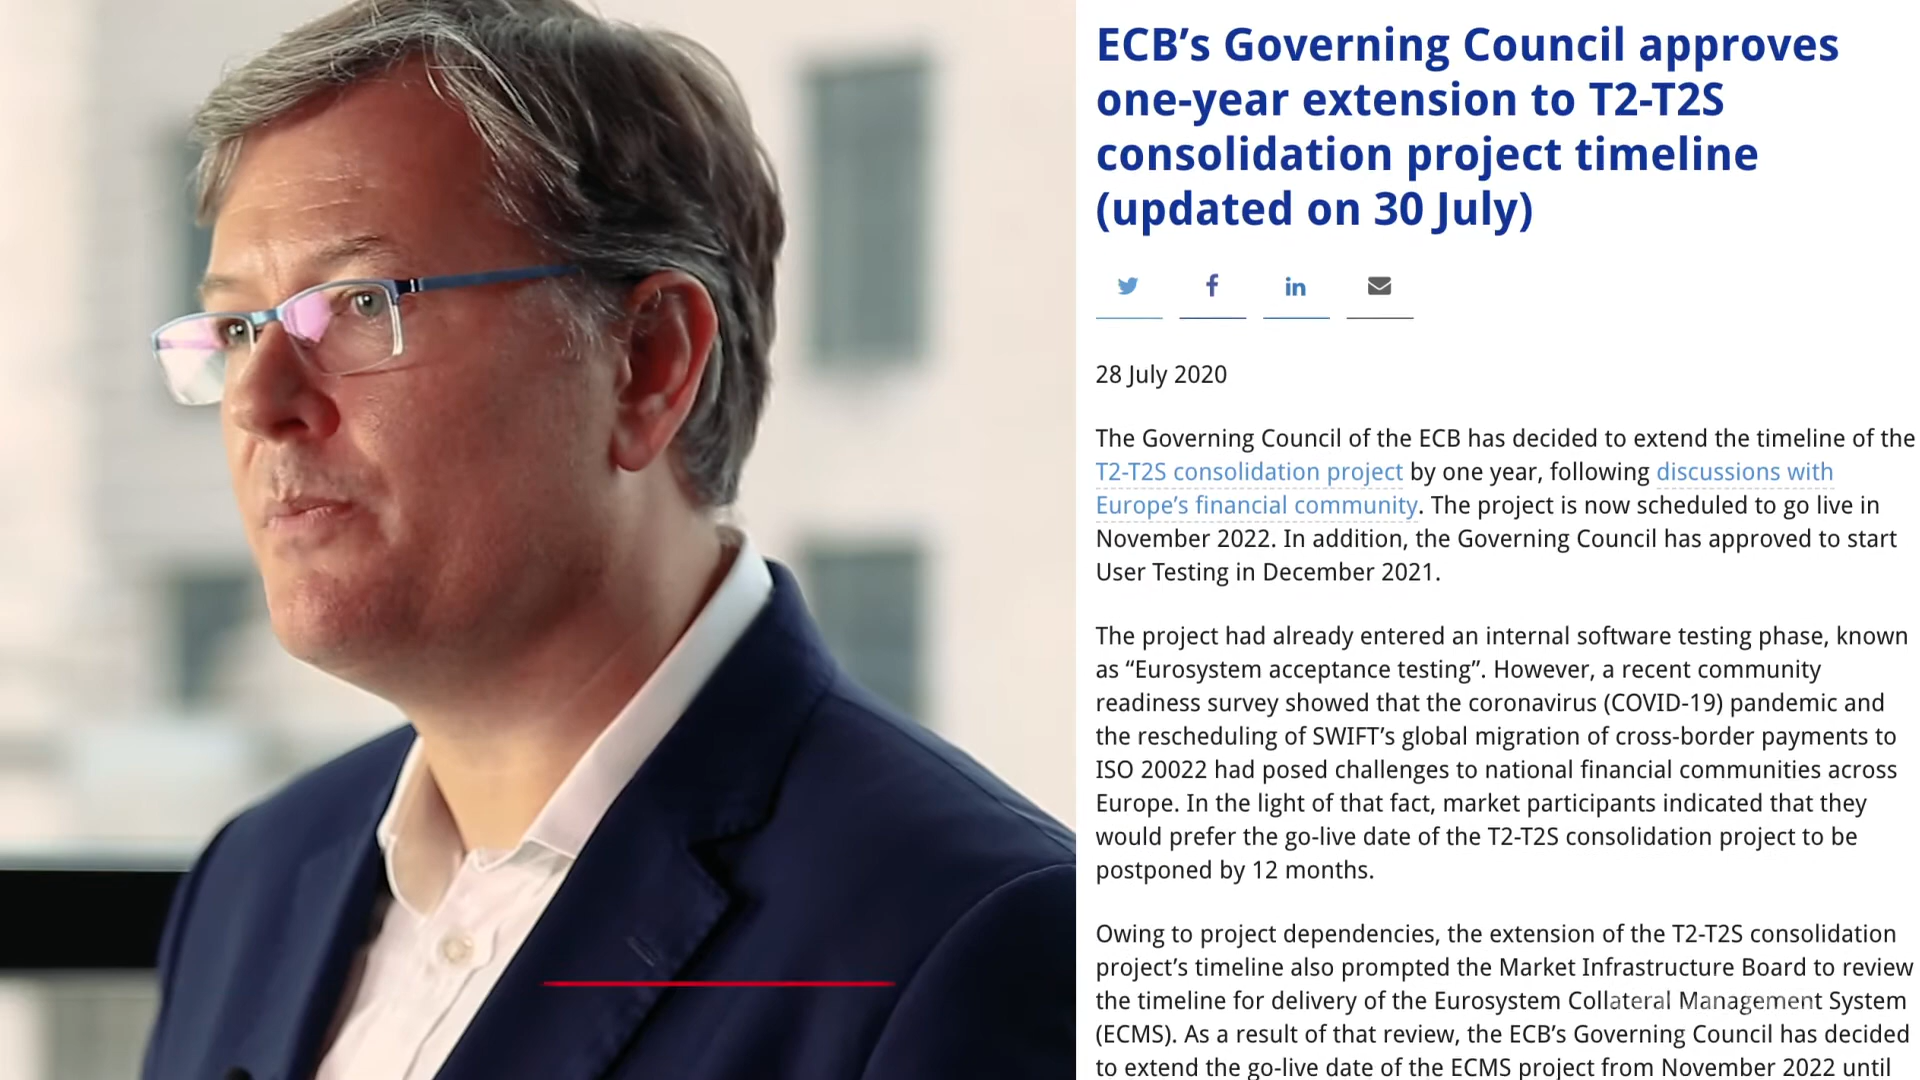 ECB’s Governing Council approves
one-year extension to T2-T2S
consolidation project timeline
(updated on 30 July)
28 July 2020
The Governing Council of the ECB has decided to extend the timeline of the
T2-T2S consolidation project by one year, following discussions with
Europe’s financial community. The project is now scheduled to go live in
November 2022. In addition, the Governing Council has approved to start
User Testing in December 2021.
The project had already entered an internal software testing phase, known
as “Eurosystem acceptance testing”. However, a recent community
readiness survey showed that the coronavirus (COVID-19) pandemic and
the rescheduling of SWIFT’s global migration of cross-border payments to
ISO 20022 had posed challenges to national financial communities across
Europe. In the light of that fact, market participants indicated that they
would prefer the go-live date of the T2-T2S consolidation project to be
postponed by 12 months.
Owing to project dependencies, the extension of the T2-T2S consolidation
project’s timeline also prompted the Market Infrastructure Board to review
the timeline for delivery of the Eurosystem Collateral Management System
(ECMS). As a result of that review, the ECB’s Governing Council has decided
to extend the go-live date of the ECMS project from November 2022 until